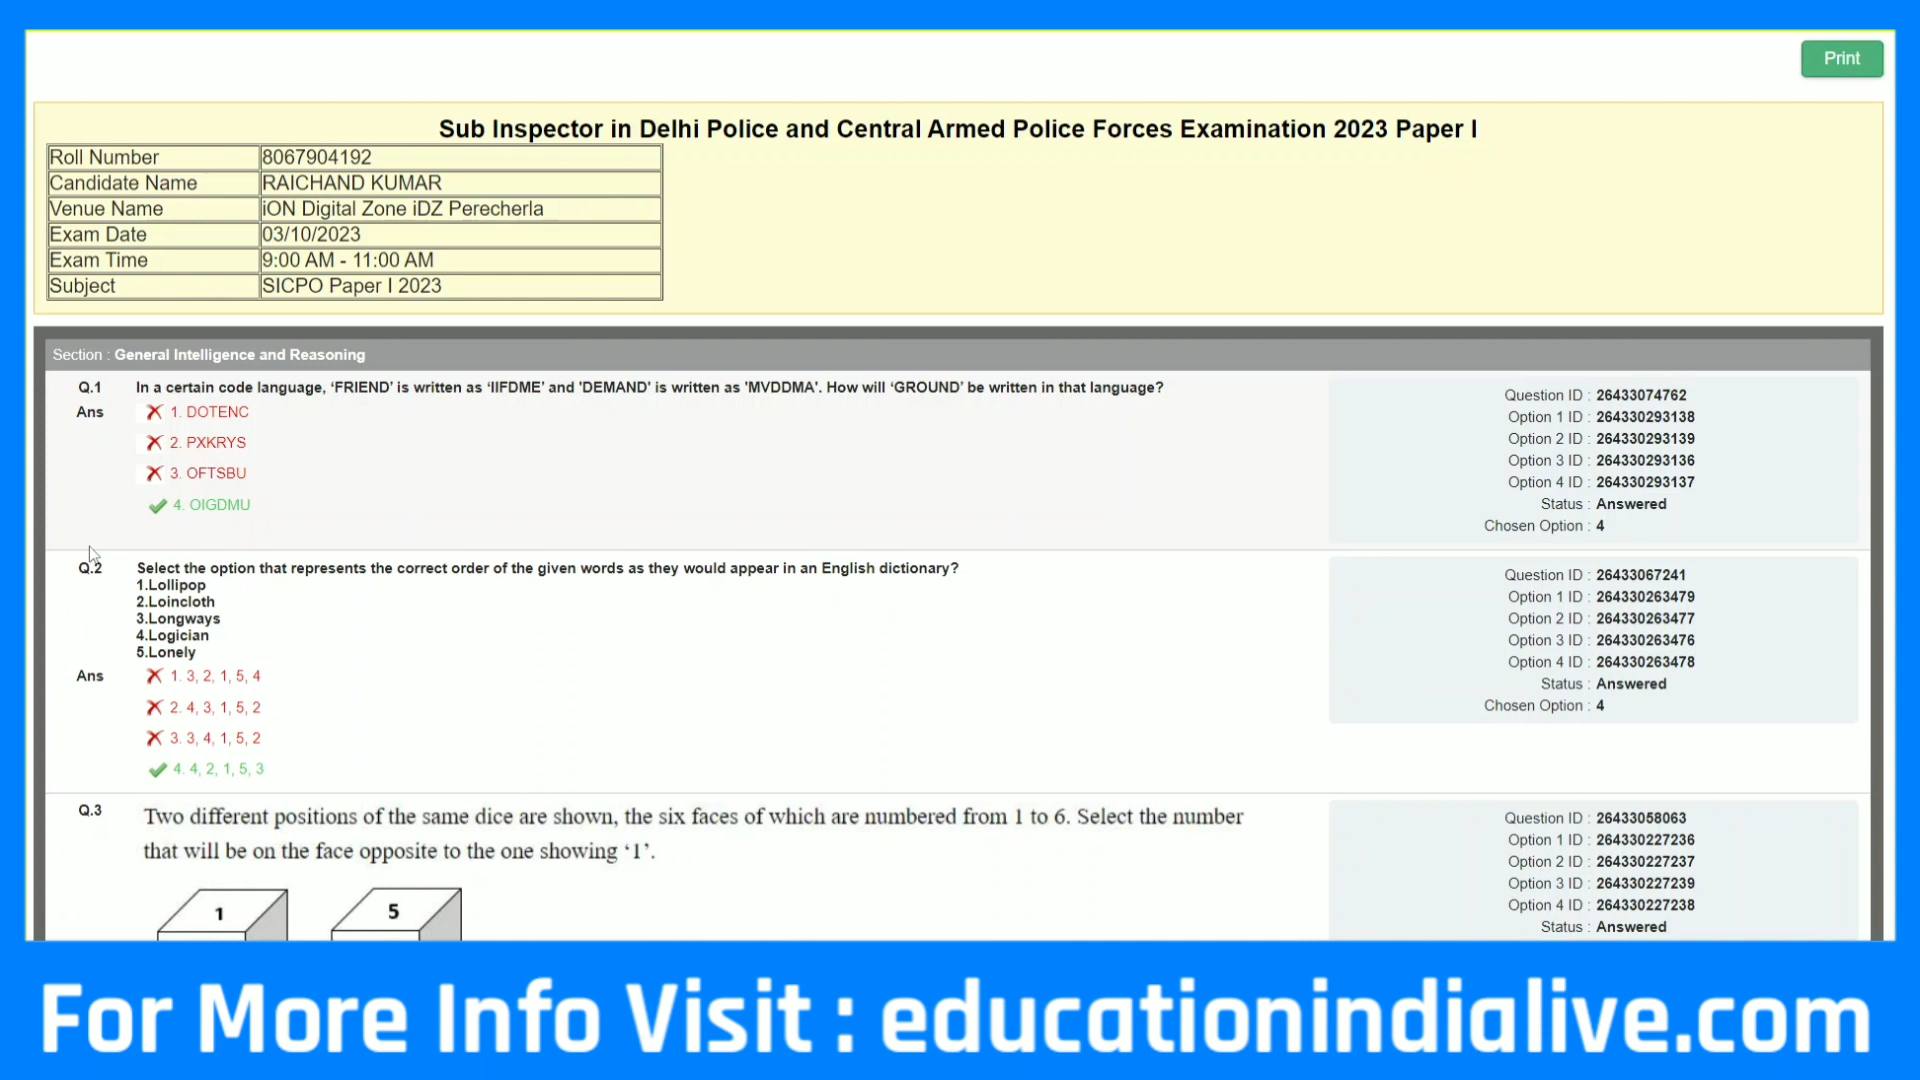 Print
Sub Inspector in Delhi Police and Central Armed Police Forces Examination 2023 Paper I
Roll Number 8067904192
Candidate Name RAICHAND KUMAR
Venue Name iON Digital Zone iDZ Perecherla
Exam Date 03/10/2023
Exam Time 9:00 AM - 11:00 AM
Subject SICPO Paper I 2023
Section : General Intelligence and Reasoning
Q.1 In a certain code language, ‘FRIEND’ is written as ‘IIFDME’ and 'DEMAND' is written as 'MVDDMA'. How will ‘GROUND’ be written in that language?
Ans 1. DOTENC
2. PXKRYS
3. OFTSBU
4. OIGDMU
Question ID : 26433074762
Option 1 ID : 264330293138
Option 2 ID : 264330293139
Option 3 ID : 264330293136
Option 4 ID : 264330293137
Status : Answered
Chosen Option : 4
Q.2 Select the option that represents the correct order of the given words as they would appear in an English dictionary?
1.Lollipop
2.Loincloth
3.Longways
4.Logician
5.Lonely
Ans 1. 3, 2, 1, 5, 4
2. 4, 3, 1, 5, 2
3. 3, 4, 1, 5, 2
4. 4, 2, 1, 5, 3
Question ID : 26433067241
Option 1 ID : 264330263479
Option 2 ID : 264330263477
Option 3 ID : 264330263476
Option 4 ID : 264330263478
Status : Answered
Chosen Option : 4
Q.3 Two different positions of the same dice are shown, the six faces of which are numbered from 1 to 6. Select the number
that will be on the face opposite to the one showing ‘1’.
1 5
Question ID : 26433058063
Option 1 ID : 264330227236
Option 2 ID : 264330227237
Option 3 ID : 264330227239
Option 4 ID : 264330227238
Status : Answered
For More Info Visit : educationindialive.com